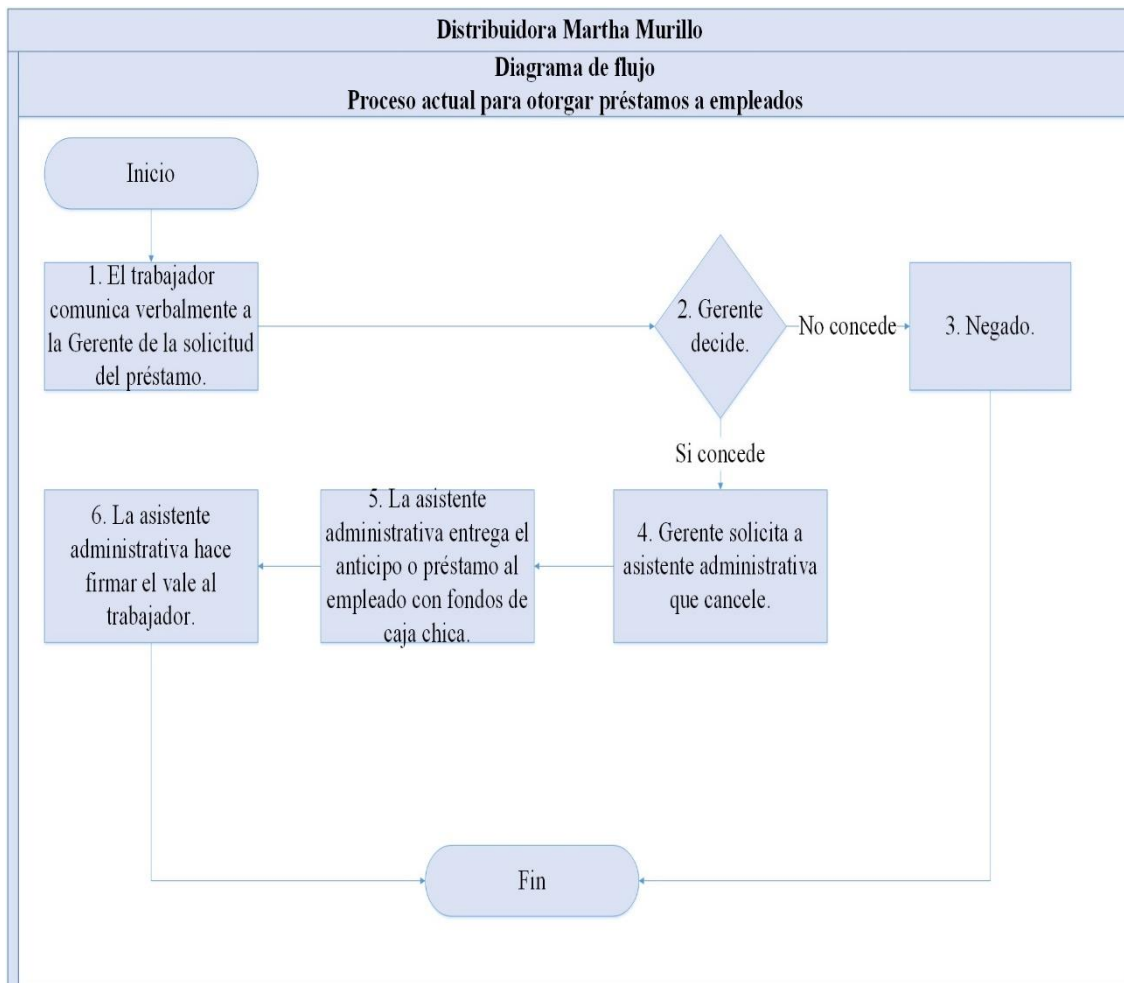 Distribuidora Martha Murillo
Diagrama de flujo
Proceso actual para otorgar préstamos a empleados
Inicio
1. El trabajador
comunica verbalmente a
la Gerente de la solicitud
del préstamo.
2. Gerente
decide.
No concede
3. Negado.
Si concede
4. Gerente solicita a
asistente administrativa
que cancele.
5. La asistente
administrativa entrega el
anticipo o préstamo al
empleado con fondos de
caja chica.
6. La asistente
administrativa hace
firmar el vale al
trabajador.
Fin